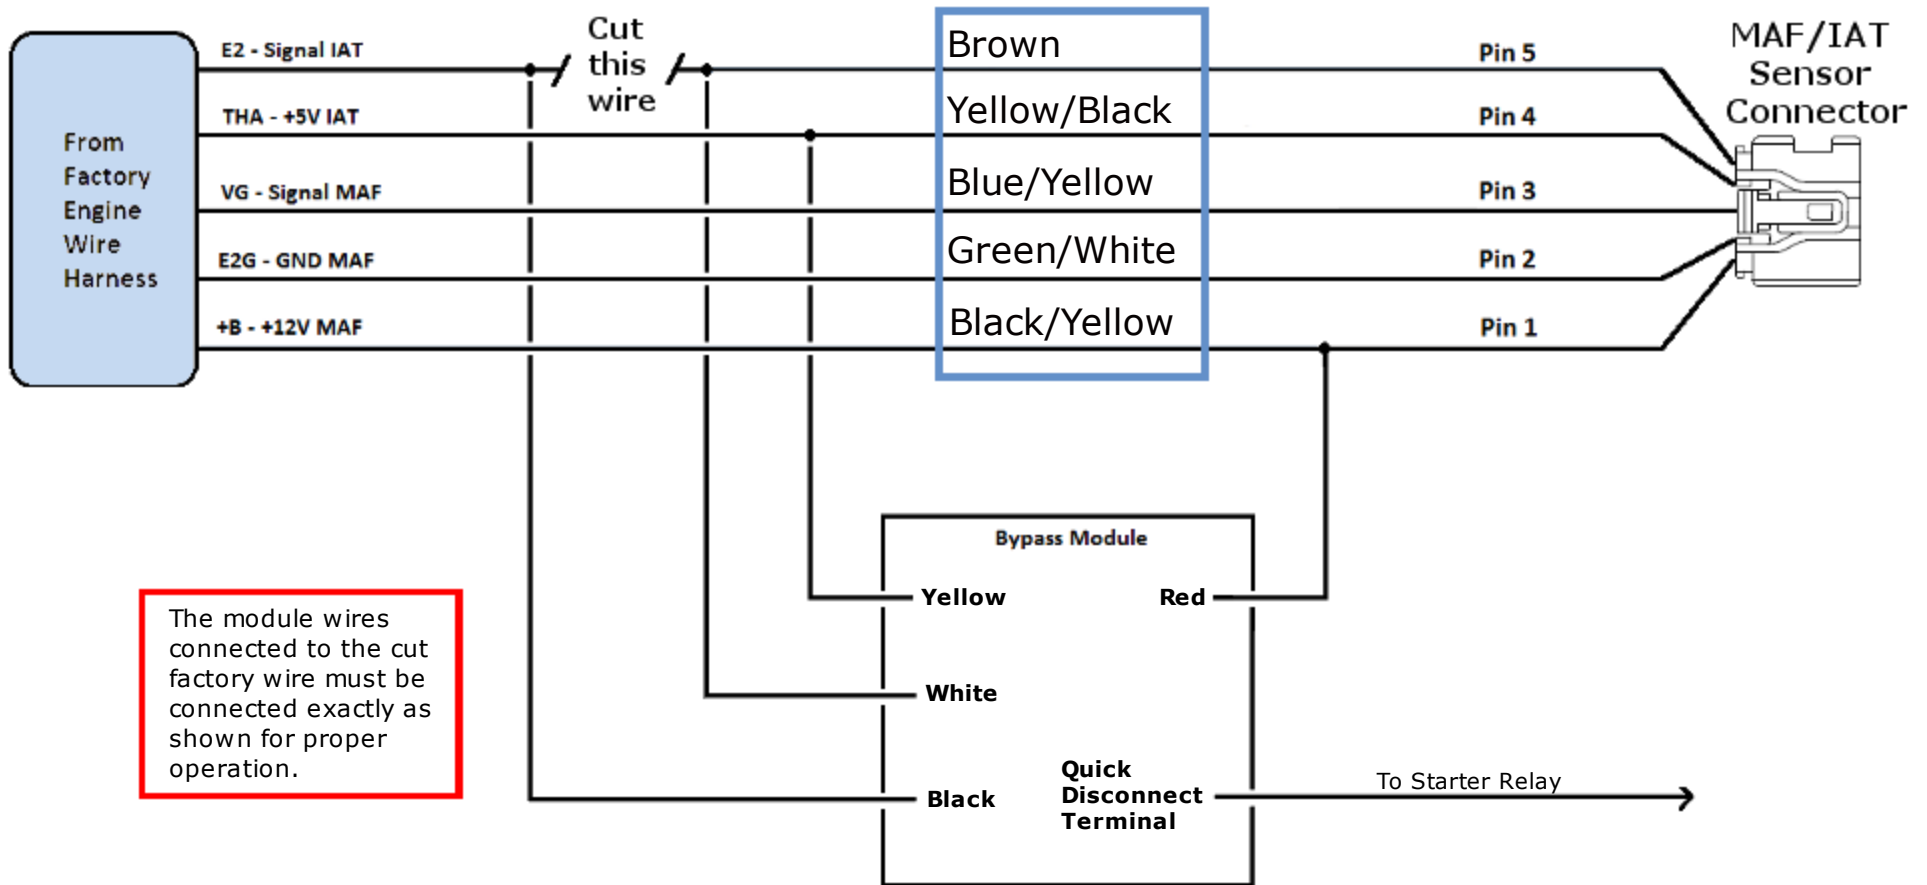 From
Factory
Engine
Wire
Harness
E2 - Signal IAT
THA - +5V IAT
VG - Signal MAF
E2G - GND MAF
+B - +12V MAF
Cut
this
wire
Brown
Yellow/Black
Blue/Yellow
Green/White
Black/Yellow
Pin 5
Pin 4
Pin 3
Pin 2
Pin 1
MAF/IAT
Sensor
Connector
Bypass Module
Yellow
Red
White
Black
Quick
Disconnect
Terminal
To Starter Relay
The module wires
connected to the cut
factory wire must be
connected exactly as
shown for proper
operation.